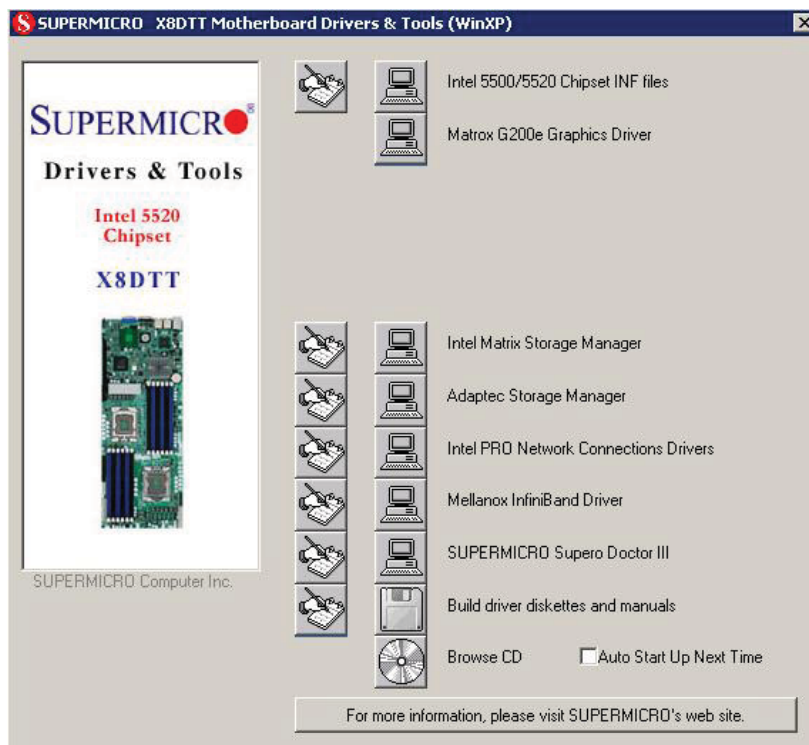 SUPERMICRO X8DTT Motherboard Drivers & Tools (WinXP)
SUPERMICRO®
Drivers & Tools
Intel 5520
Chipset
X8DTT
SUPERMICRO Computer Inc.
Intel 5500/5520 Chipset INF files
Matrox G200e Graphics Driver
Intel Matrix Storage Manager
Adaptec Storage Manager
Intel PRO Network Connections Drivers
Mellanox InfiniBand Driver
SUPERMICRO Supero Doctor III
Build driver diskettes and manuals
Browse CD
Auto Start Up Next Time
For more information, please visit SUPERMICRO's web site.